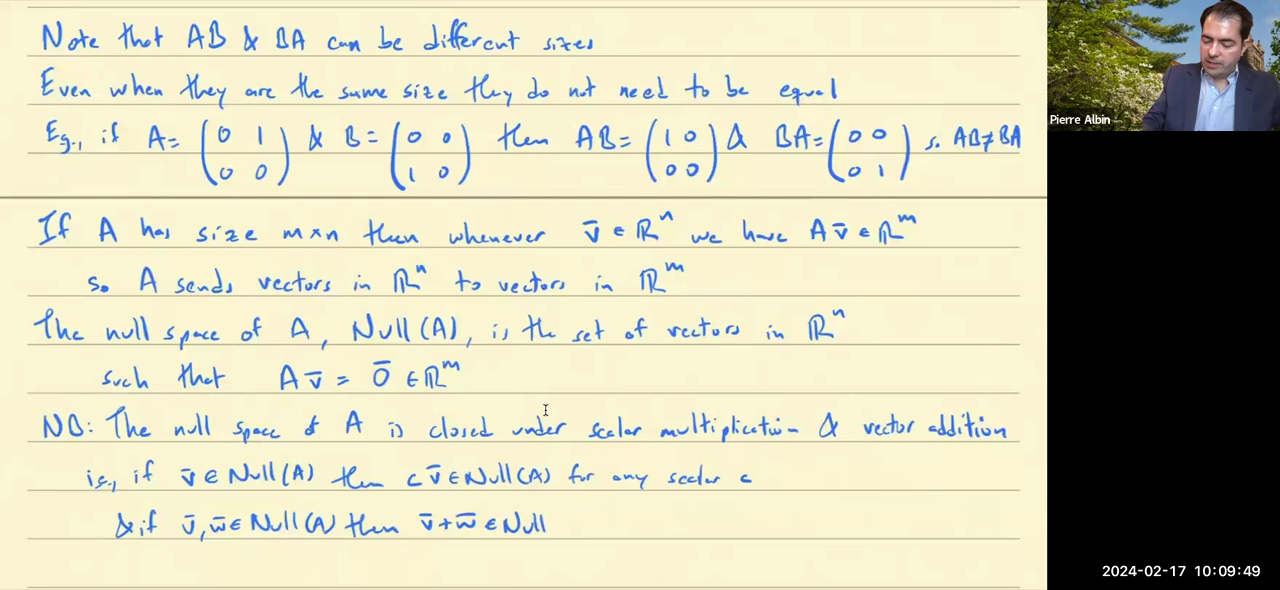 Note that AB & BA can be different sizes
Even when they are the same size they do not need to be equal
Eg., if A= (0 1 / 0 0) & B= (0 0 / 1 0) then AB= (1 0 / 0 0) & BA= (0 0 / 0 1) so AB≠BA
If A has size m×n then whenever v̄ ∈ ℝⁿ we have Av̄ ∈ ℝᵐ
so A sends vectors in ℝⁿ to vectors in ℝᵐ
The null space of A, Null(A), is the set of vectors in ℝⁿ
such that Av̄ = 0̄ ∈ ℝᵐ
NB: The null space of A is closed under scalar multiplication & vector addition
ie., if v̄ ∈ Null(A) then cv̄ ∈ Null(A) for any scalar c
& if v̄, w̄ ∈ Null(A) then v̄+w̄ ∈ Null
Pierre Albin
2024-02-17 10:09:49